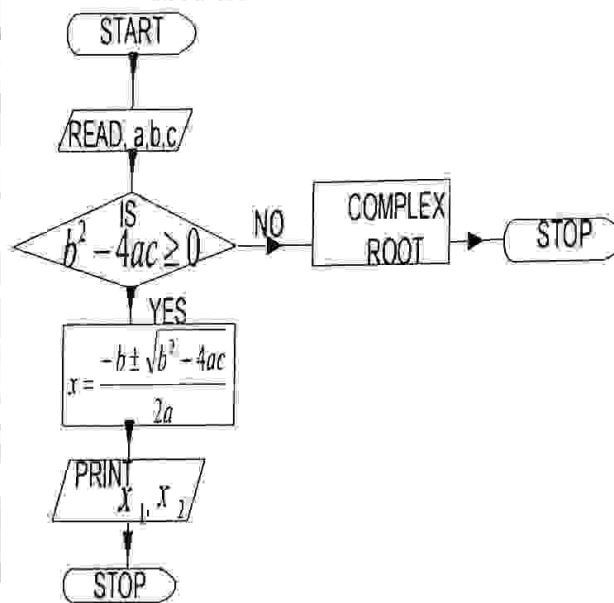 START
READ, a,b,c
IS
b² - 4ac ≥ 0
NO
COMPLEX
ROOT
STOP
YES
x = (-b ± √(b² - 4ac)) / 2a
PRINT
x₁, x₂
STOP